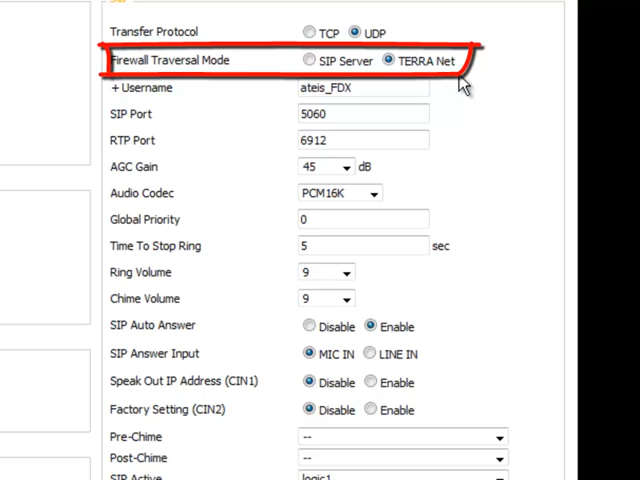 Transfer Protocol TCP UDP
Firewall Traversal Mode SIP Server TERRA Net
+ Username ateis_FDX
SIP Port 5060
RTP Port 6912
AGC Gain 45 dB
Audio Codec PCM16K
Global Priority 0
Time To Stop Ring 5 sec
Ring Volume 9
Chime Volume 9
SIP Auto Answer Disable Enable
SIP Answer Input MIC IN LINE IN
Speak Out IP Address (CIN1) Disable Enable
Factory Setting (CIN2) Disable Enable
Pre-Chime --
Post-Chime --
SIP Active logic1